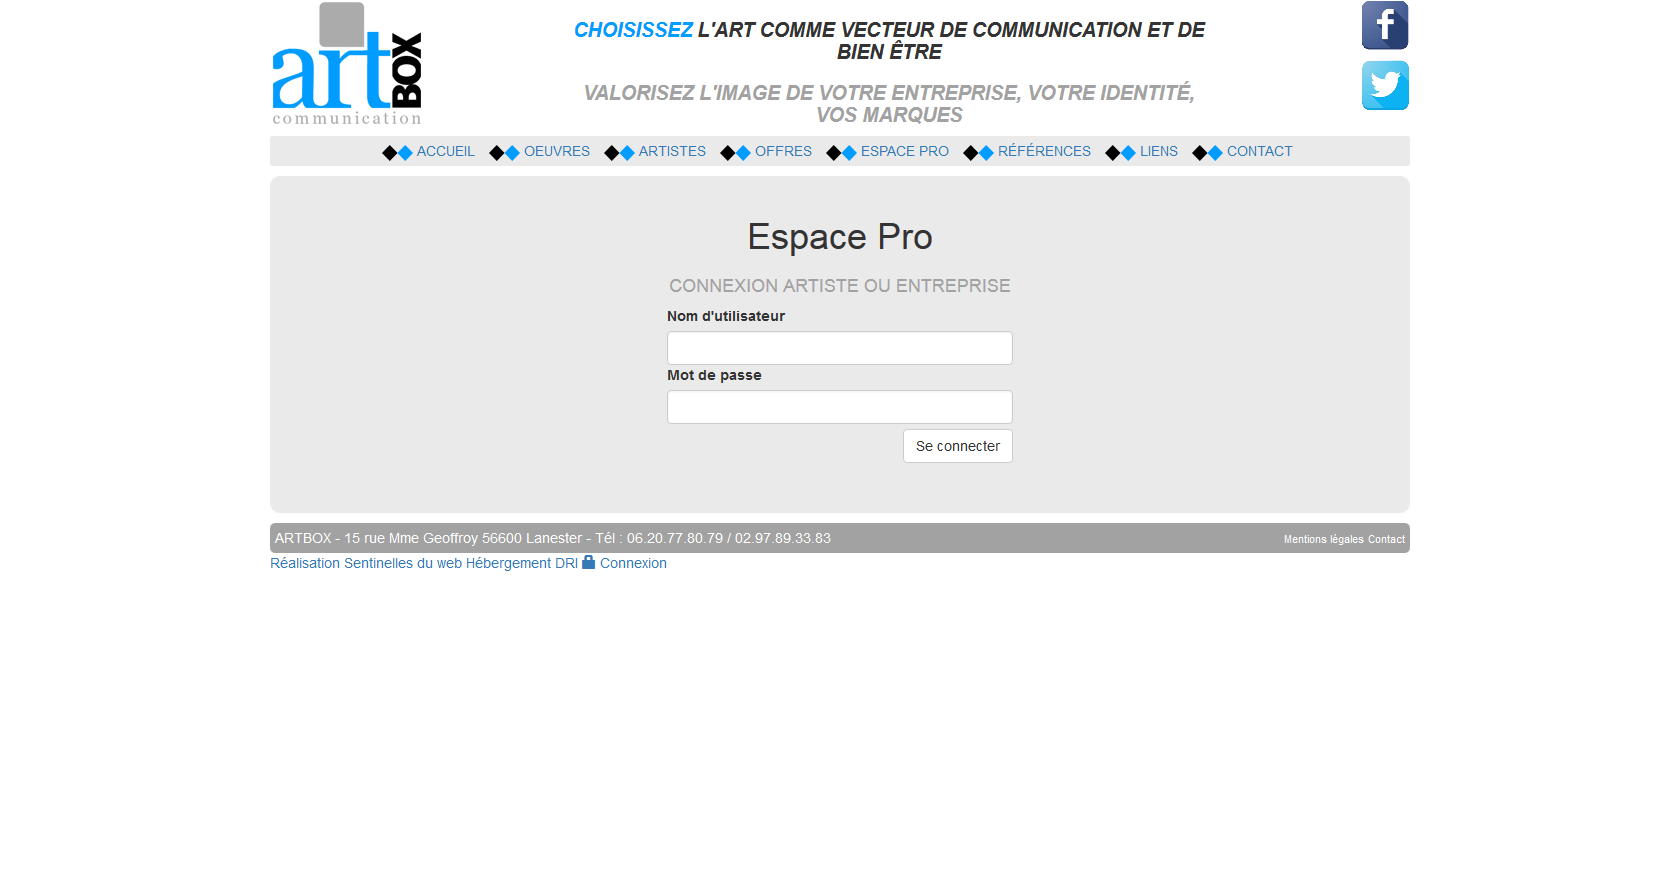 art BOX
communication
CHOISISSEZ L'ART COMME VECTEUR DE COMMUNICATION ET DE
BIEN ÊTRE
VALORISEZ L'IMAGE DE VOTRE ENTREPRISE, VOTRE IDENTITÉ,
VOS MARQUES
ACCUEIL OEUVRES ARTISTES OFFRES ESPACE PRO RÉFÉRENCES LIENS CONTACT
Espace Pro
CONNEXION ARTISTE OU ENTREPRISE
Nom d'utilisateur
Mot de passe
Se connecter
ARTBOX - 15 rue Mme Geoffroy 56600 Lanester - Tél : 06.20.77.80.79 / 02.97.89.33.83 Mentions légales Contact
Réalisation Sentinelles du web Hébergement DRI Connexion